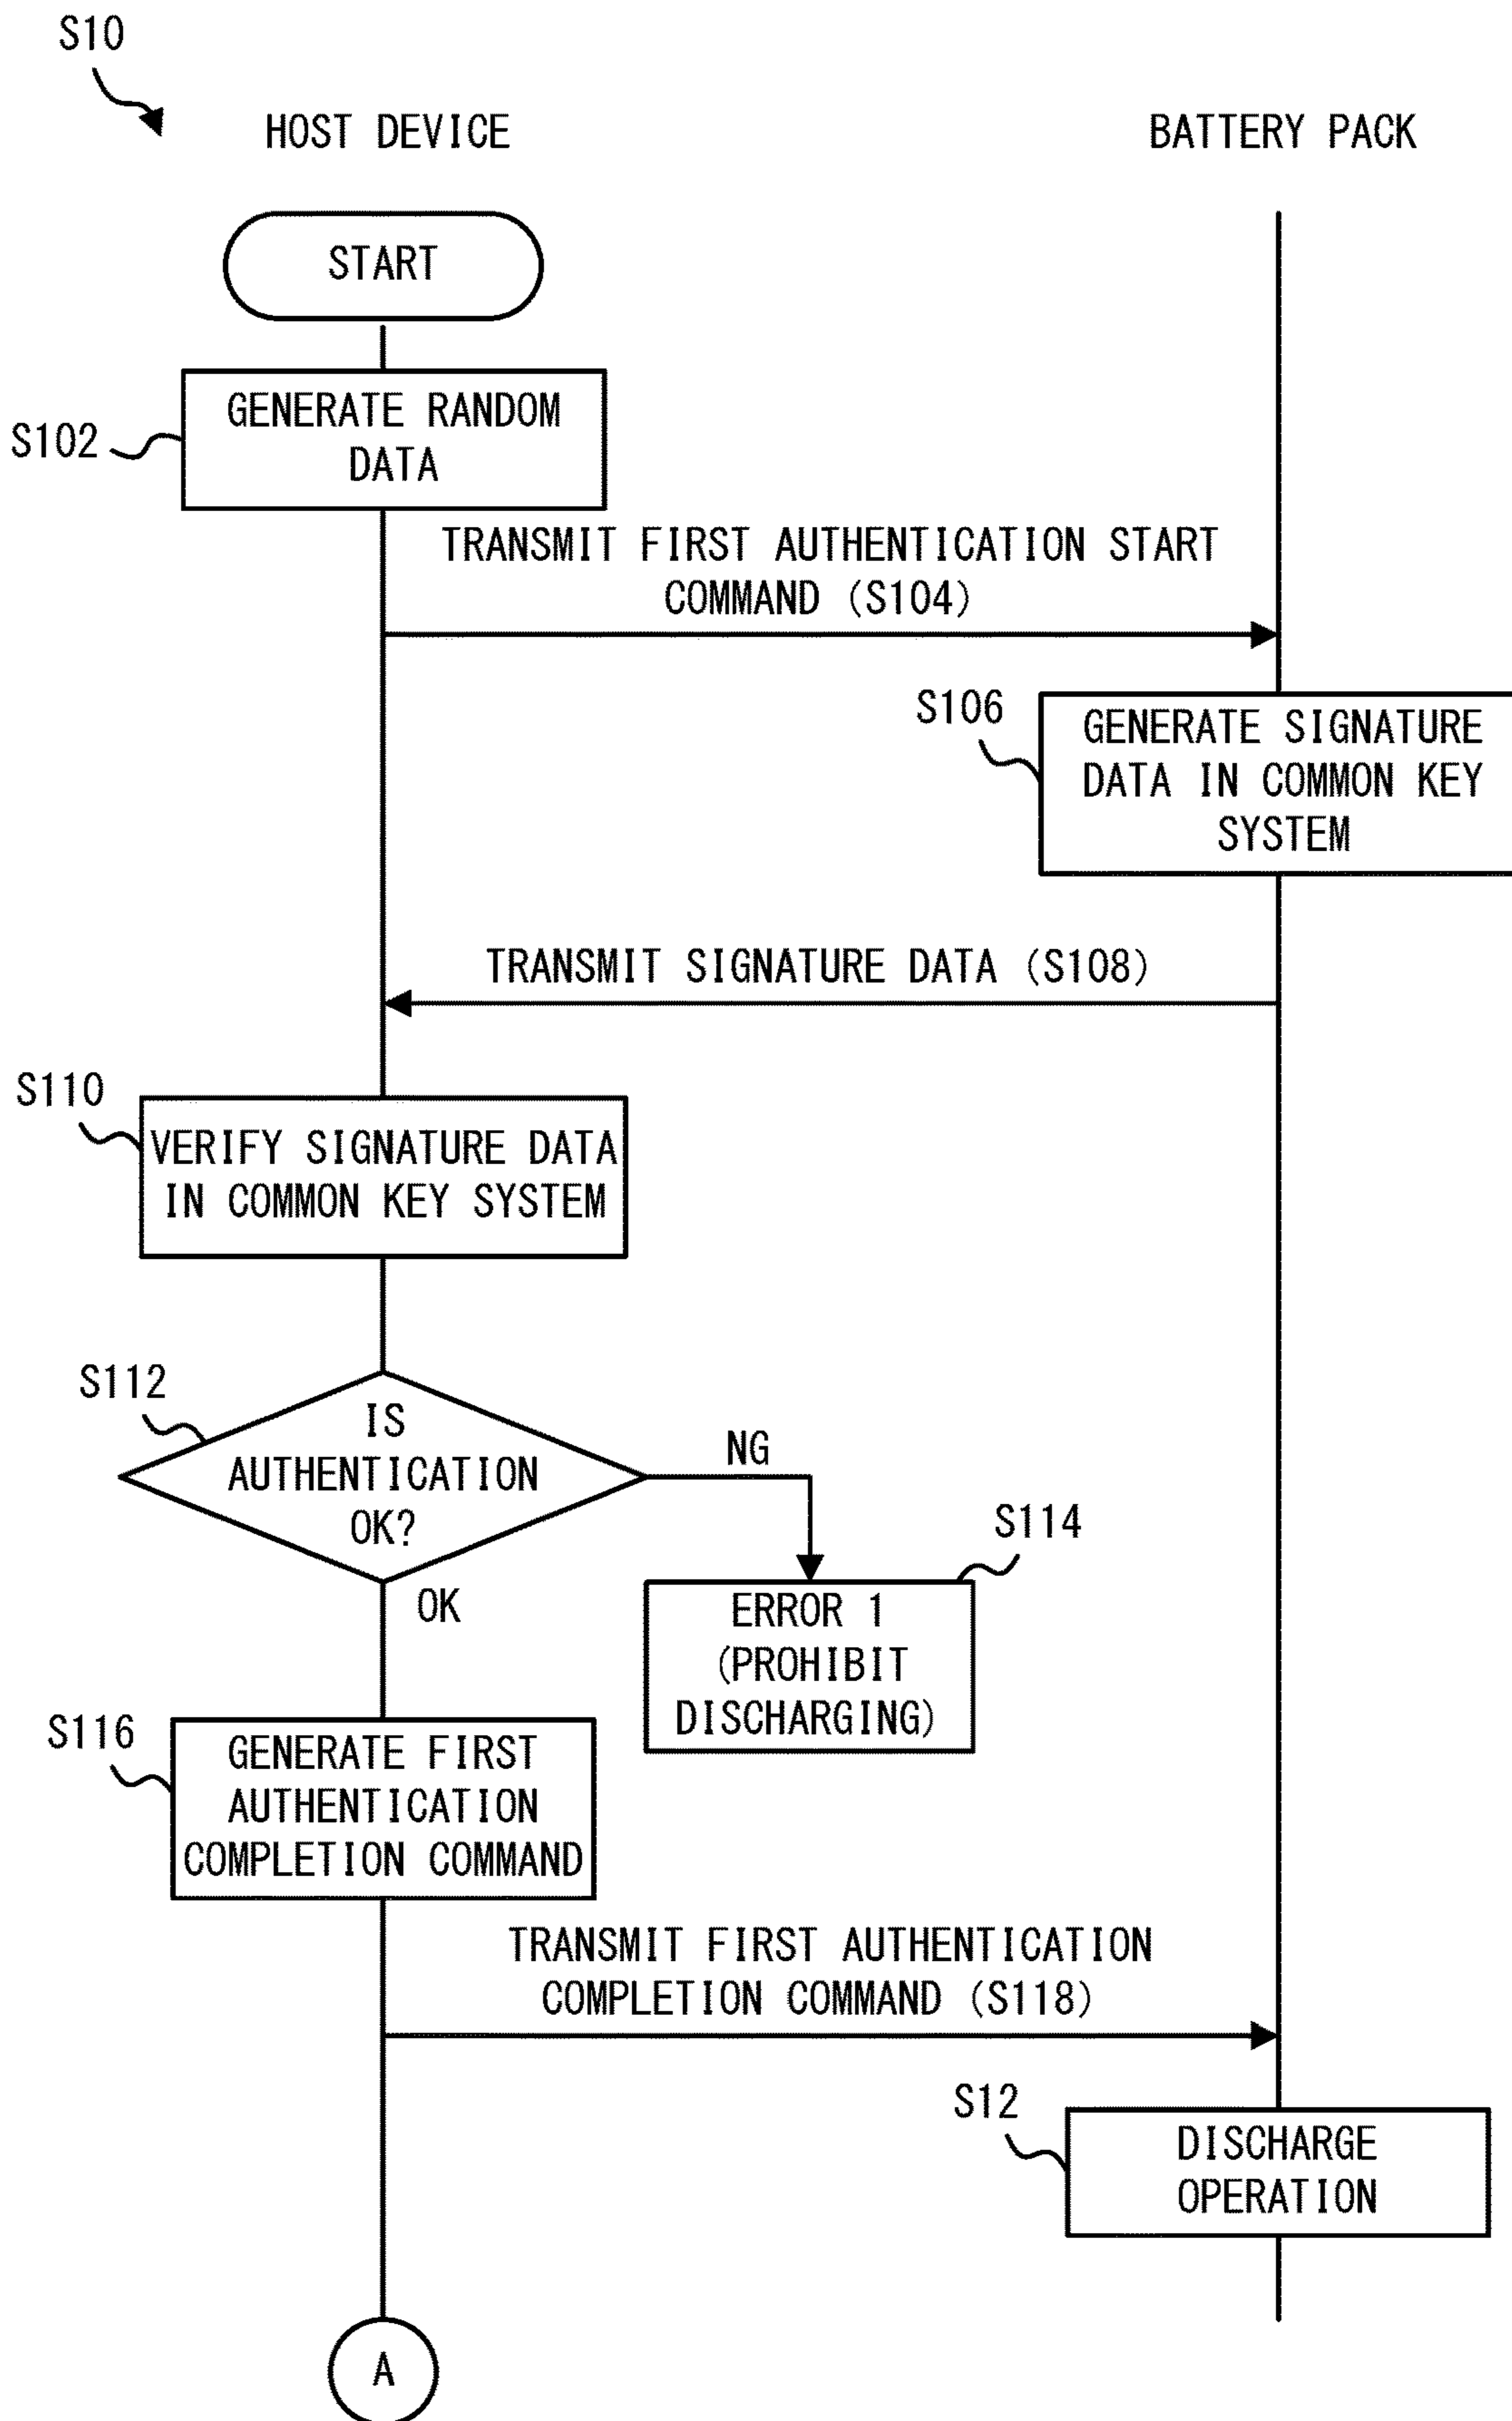 S10
HOST DEVICE
BATTERY PACK
START
S102
GENERATE RANDOM
DATA
TRANSMIT FIRST AUTHENTICATION START
COMMAND (S104)
S106
GENERATE SIGNATURE
DATA IN COMMON KEY
SYSTEM
TRANSMIT SIGNATURE DATA (S108)
S110
VERIFY SIGNATURE DATA
IN COMMON KEY SYSTEM
S112
IS
AUTHENTICATION
OK?
NG
OK
S114
ERROR 1
(PROHIBIT
DISCHARGING)
S116
GENERATE FIRST
AUTHENTICATION
COMPLETION COMMAND
TRANSMIT FIRST AUTHENTICATION
COMPLETION COMMAND (S118)
S12
DISCHARGE
OPERATION
A